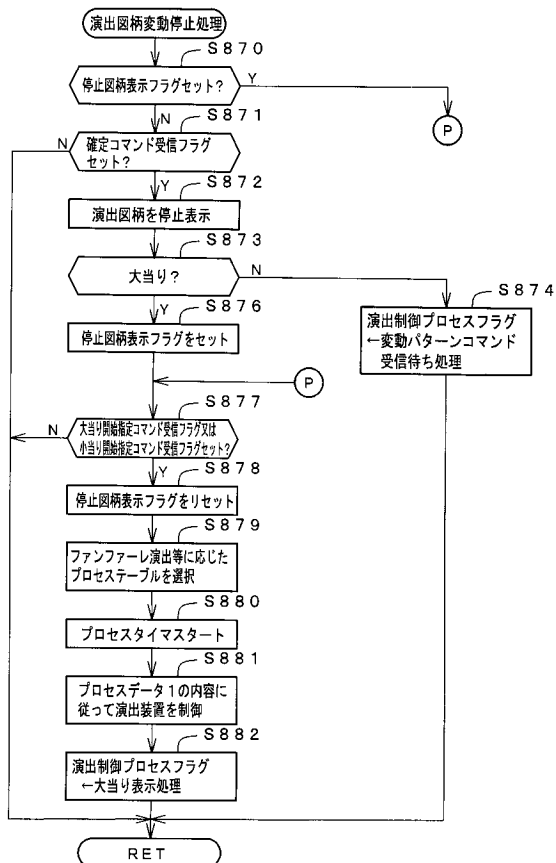 演出図柄変動停止処理
S870
停止図柄表示フラグセット?
Y
N
P
S871
確定コマンド受信フラグ
セット?
N
Y
S872
演出図柄を停止表示
S873
大当り?
N
Y
S874
演出制御プロセスフラグ
←変動パターンコマンド
受信待ち処理
S876
停止図柄表示フラグをセット
P
S877
大当り開始指定コマンド受信フラグ又は
小当り開始指定コマンド受信フラグセット?
N
Y
S878
停止図柄表示フラグをリセット
S879
ファンファーレ演出等に応じた
プロセステーブルを選択
S880
プロセスタイマスタート
S881
プロセスデータ1の内容に
従って演出装置を制御
S882
演出制御プロセスフラグ
←大当り表示処理
RET